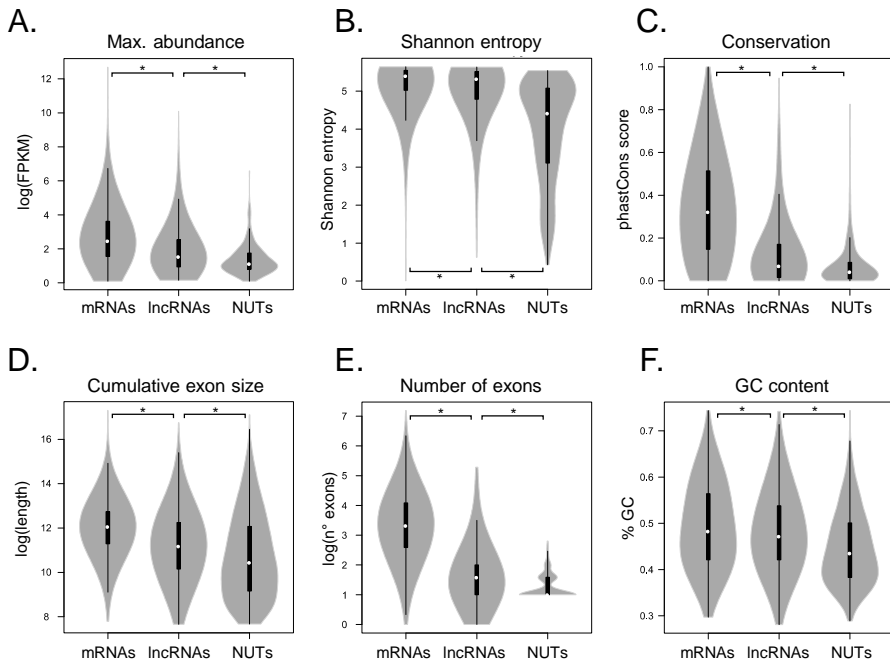 A.
Max. abundance
log(FPKM)
12
10
8
6
4
2
0
* *
mRNAs lncRNAs NUTs
B.
Shannon entropy
Shannon entropy
5
4
3
2
1
0
* *
mRNAs lncRNAs NUTs
C.
Conservation
phastCons score
1.0
0.8
0.6
0.4
0.2
0.0
* *
mRNAs lncRNAs NUTs
D.
Cumulative exon size
log(length)
16
14
12
10
8
* *
mRNAs lncRNAs NUTs
E.
Number of exons
log(n° exons)
7
6
5
4
3
2
1
0
* *
mRNAs lncRNAs NUTs
F.
GC content
% GC
0.7
0.6
0.5
0.4
0.3
* *
mRNAs lncRNAs NUTs